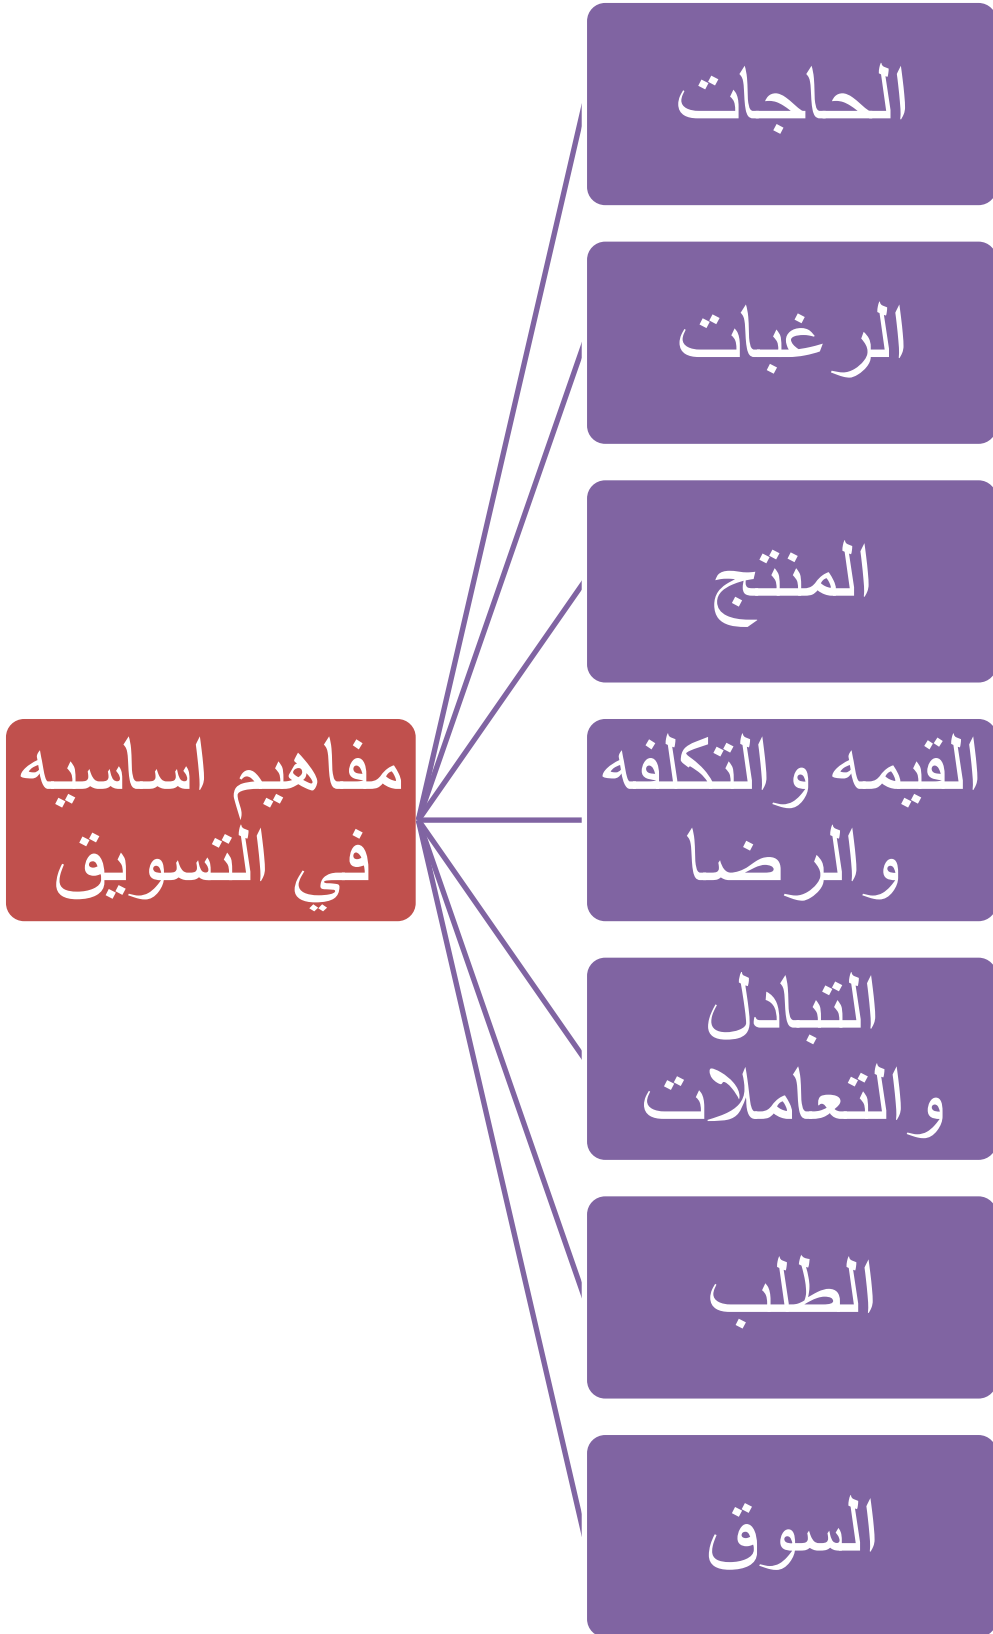 مفاهيم اساسيه
في التسويق
الحاجات
الرغبات
المنتج
القيمه والتكلفه
والرضا
التبادل
والتعاملات
الطلب
السوق